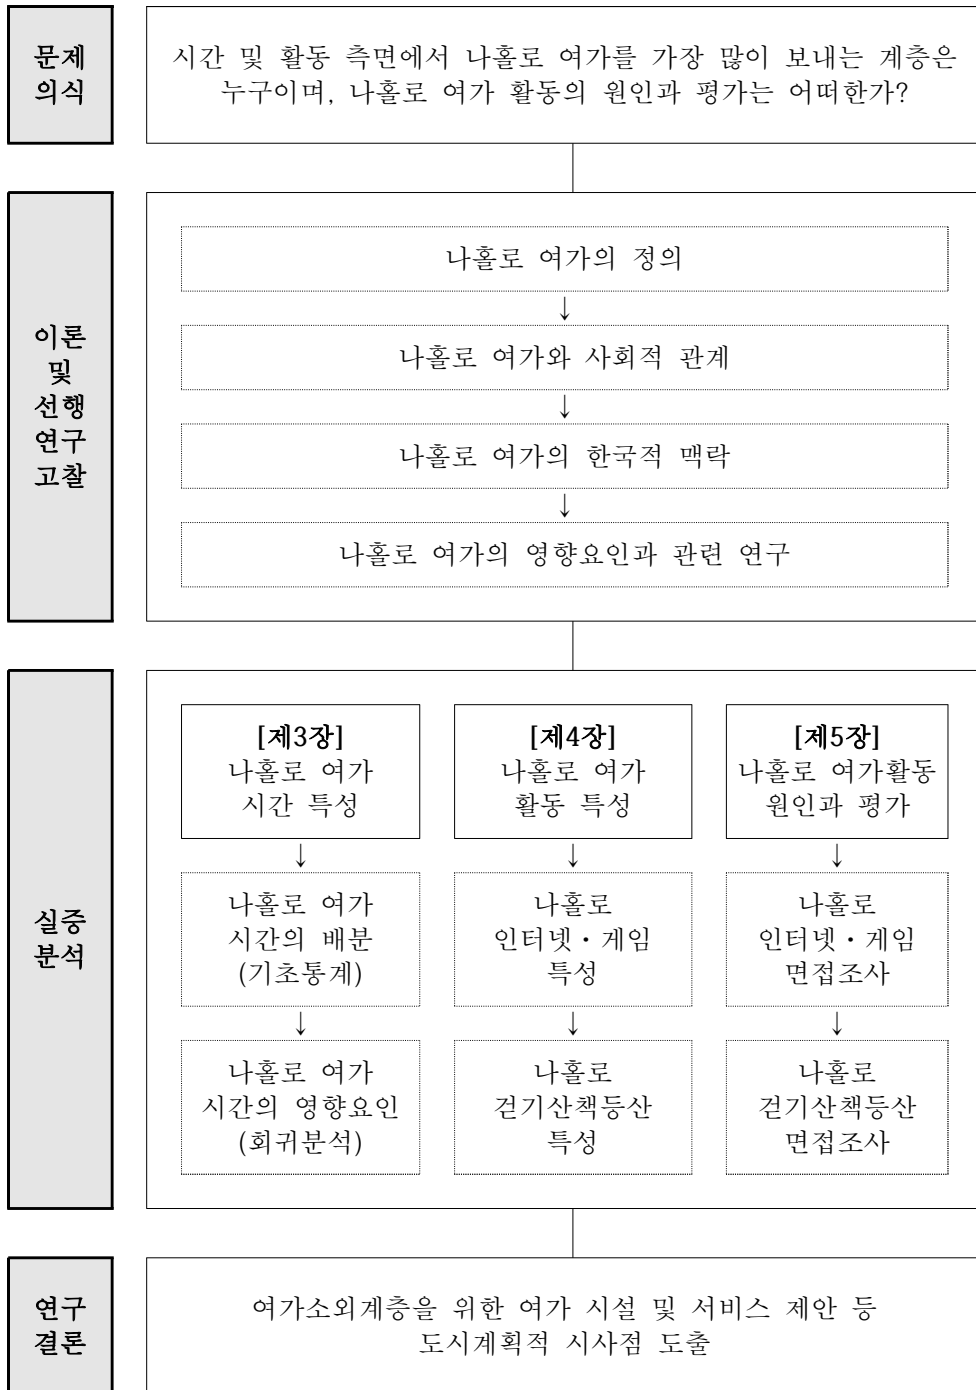 문제
의식
시간 및 활동 측면에서 나홀로 여가를 가장 많이 보내는 계층은
누구이며, 나홀로 여가 활동의 원인과 평가는 어떠한가?
이론
및
선행
연구
고찰
나홀로 여가의 정의
↓
나홀로 여가와 사회적 관계
↓
나홀로 여가의 한국적 맥락
↓
나홀로 여가의 영향요인과 관련 연구
실증
분석
[제3장]
나홀로 여가
시간 특성
↓
나홀로 여가
시간의 배분
(기초통계)
↓
나홀로 여가
시간의 영향요인
(회귀분석)
[제4장]
나홀로 여가
활동 특성
↓
나홀로
인터넷・게임
특성
↓
나홀로
걷기산책등산
특성
[제5장]
나홀로 여가활동
원인과 평가
↓
나홀로
인터넷・게임
면접조사
↓
나홀로
걷기산책등산
면접조사
연구
결론
여가소외계층을 위한 여가 시설 및 서비스 제안 등
도시계획적 시사점 도출